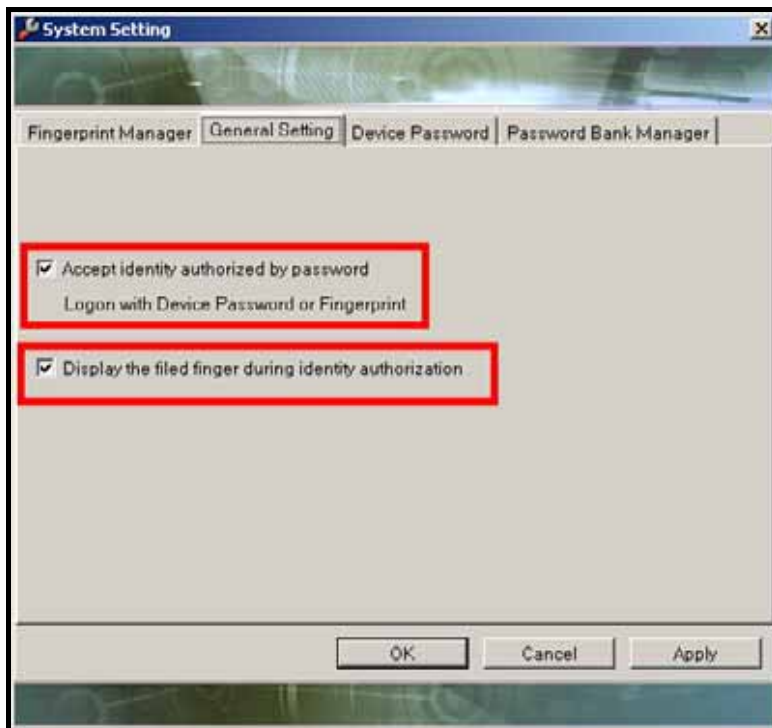 System Setting
Fingerprint Manager General Setting Device Password Password Bank Manager
Accept identity authorized by password
Logon with Device Password or Fingerprint
Display the filed finger during identity authorization
OK Cancel Apply